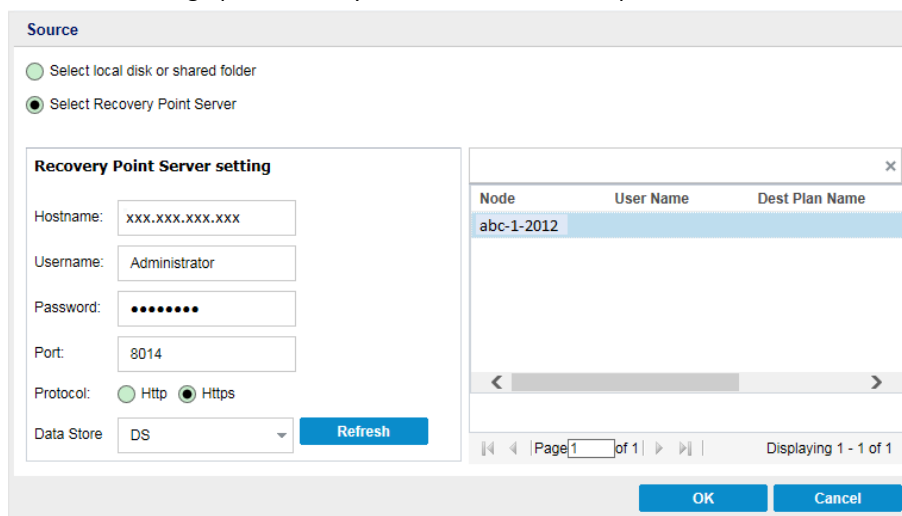 Source
Select local disk or shared folder
Select Recovery Point Server
Recovery Point Server setting
Hostname: xxx.xxx.xxx.xxx
Username: Administrator
Password: ••••••••
Port: 8014
Protocol: Http Https
Data Store DS Refresh
Node User Name Dest Plan Name
abc-1-2012
Page 1 of 1 Displaying 1 - 1 of 1
OK Cancel